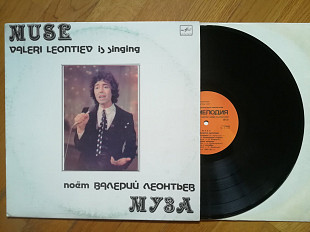 MUSE
VALERI LEONTIEV is singing
поёт ВАЛЕРИЙ ЛЕОНТЬЕВ
МУЗА
МЕЛОДИЯ